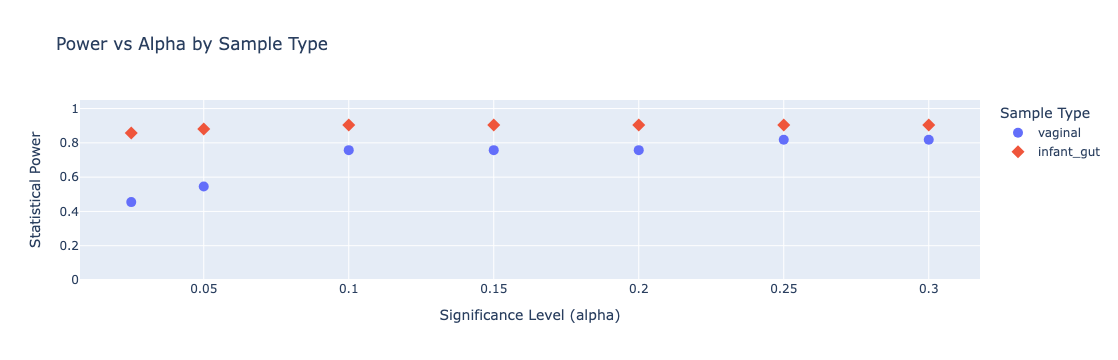 Power vs Alpha by Sample Type
Sample Type
vaginal
infant_gut
Statistical Power
1
0.8
0.6
0.4
0.2
0
0.05
0.1
0.15
0.2
0.25
0.3
Significance Level (alpha)